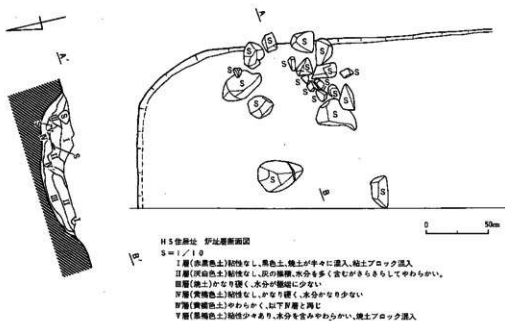 A
A'
B
B'
0 50cm
HS住居址 炉址層断面図
S=1/10
I層(赤黒色土)粘性なし、黒色土、焼土が半々に混入、粘土ブロック混入
II層(灰白色土)粘性なし、灰の堆積、水分を多く含むがさらさらしてやわらかい。
III層(焼土)かなり硬く、水分が極端に少ない
IV層(黄褐色土)粘性なし、かなり硬く、水分かなり少ない
層(黄褐色土)やわらかく、以下IV層と同じ
V層(黒褐色土)粘性少々あり、水分を含みやわらかい、焼土ブロック混入